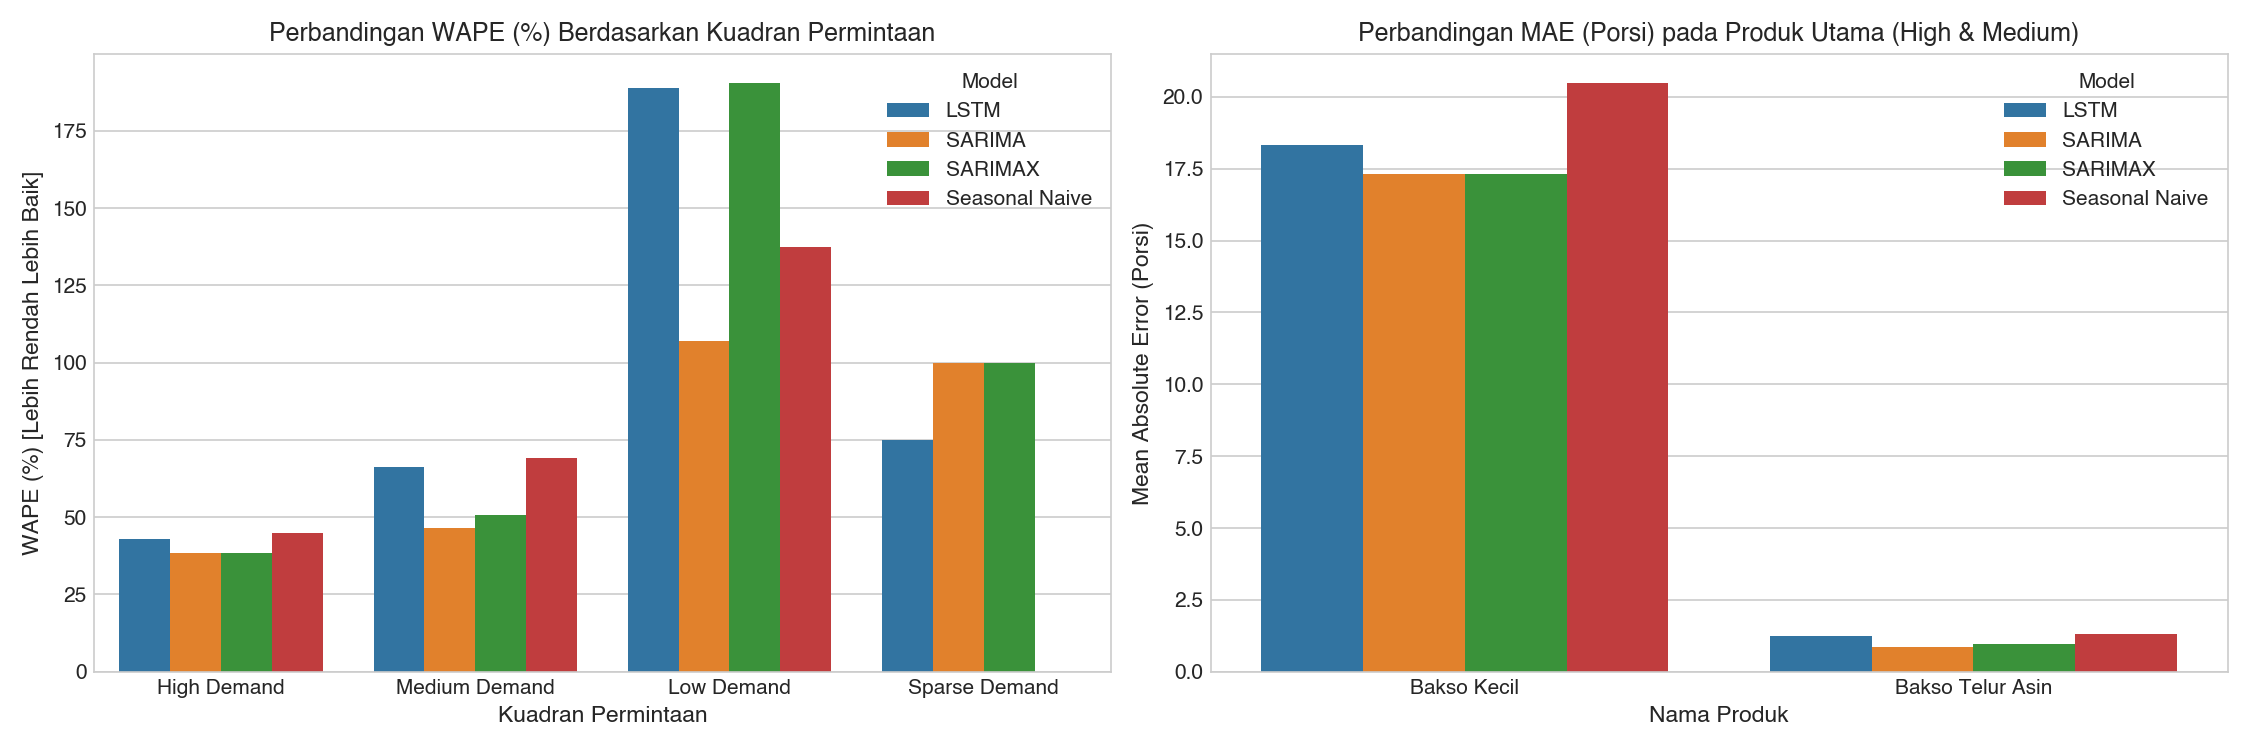 Perbandingan WAPE (%) Berdasarkan Kuadran Permintaan
WAPE (%) [Lebih Rendah Lebih Baik]
175
150
125
100
75
50
25
0
Model
LSTM
SARIMA
SARIMAX
Seasonal Naive
High Demand
Medium Demand
Low Demand
Sparse Demand
Kuadran Permintaan
Perbandingan MAE (Porsi) pada Produk Utama (High & Medium)
Mean Absolute Error (Porsi)
20.0
17.5
15.0
12.5
10.0
7.5
5.0
2.5
0.0
Model
LSTM
SARIMA
SARIMAX
Seasonal Naive
Bakso Kecil
Bakso Telur Asin
Nama Produk